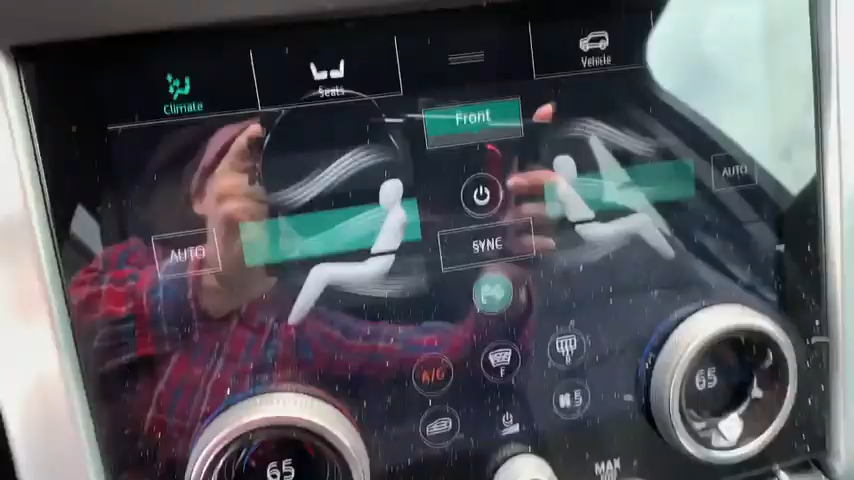 Climate
Seats
Vehicle
Front
AUTO
AUTO
SYNC
A/C
F
R
65
65
MAX